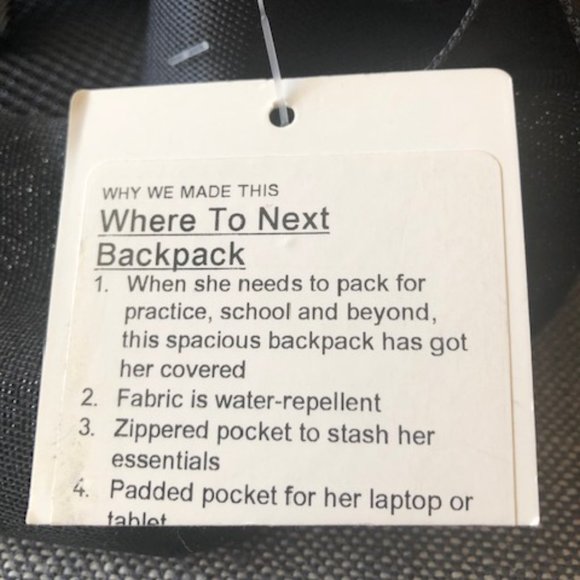 WHY WE MADE THIS
Where To Next
Backpack
1. When she needs to pack for
practice, school and beyond,
this spacious backpack has got
her covered
2. Fabric is water-repellent
3. Zippered pocket to stash her
essentials
4. Padded pocket for her laptop or
tablet